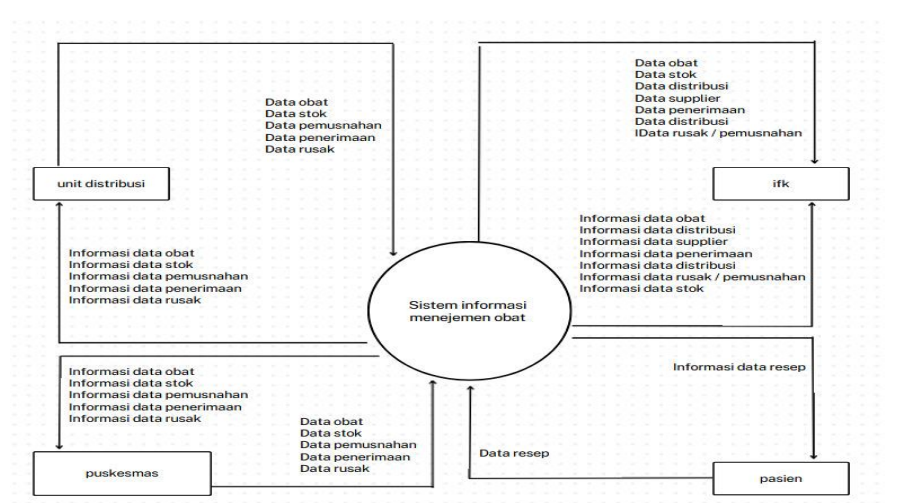 Data obat
Data stok
Data distribusi
Data supplier
Data penerimaan
Data distribusi
IData rusak / pemusnahan
Data obat
Data stok
Data pemusnahan
Data penerimaan
Data rusak
unit distribusi
ifk
Informasi data obat
Informasi data distribusi
Informasi data supplier
Informasi data penerimaan
Informasi data distribusi
Informasi data rusak / pemusnahan
Informasi data stok
Informasi data obat
Informasi data stok
Informasi data pemusnahan
Informasi data penerimaan
Informasi data rusak
Sistem informasi
menejemen obat
Informasi data obat
Informasi data stok
Informasi data pemusnahan
Informasi data penerimaan
Informasi data rusak
Informasi data resep
Data obat
Data stok
Data pemusnahan
Data penerimaan
Data rusak
Data resep
puskesmas
pasien